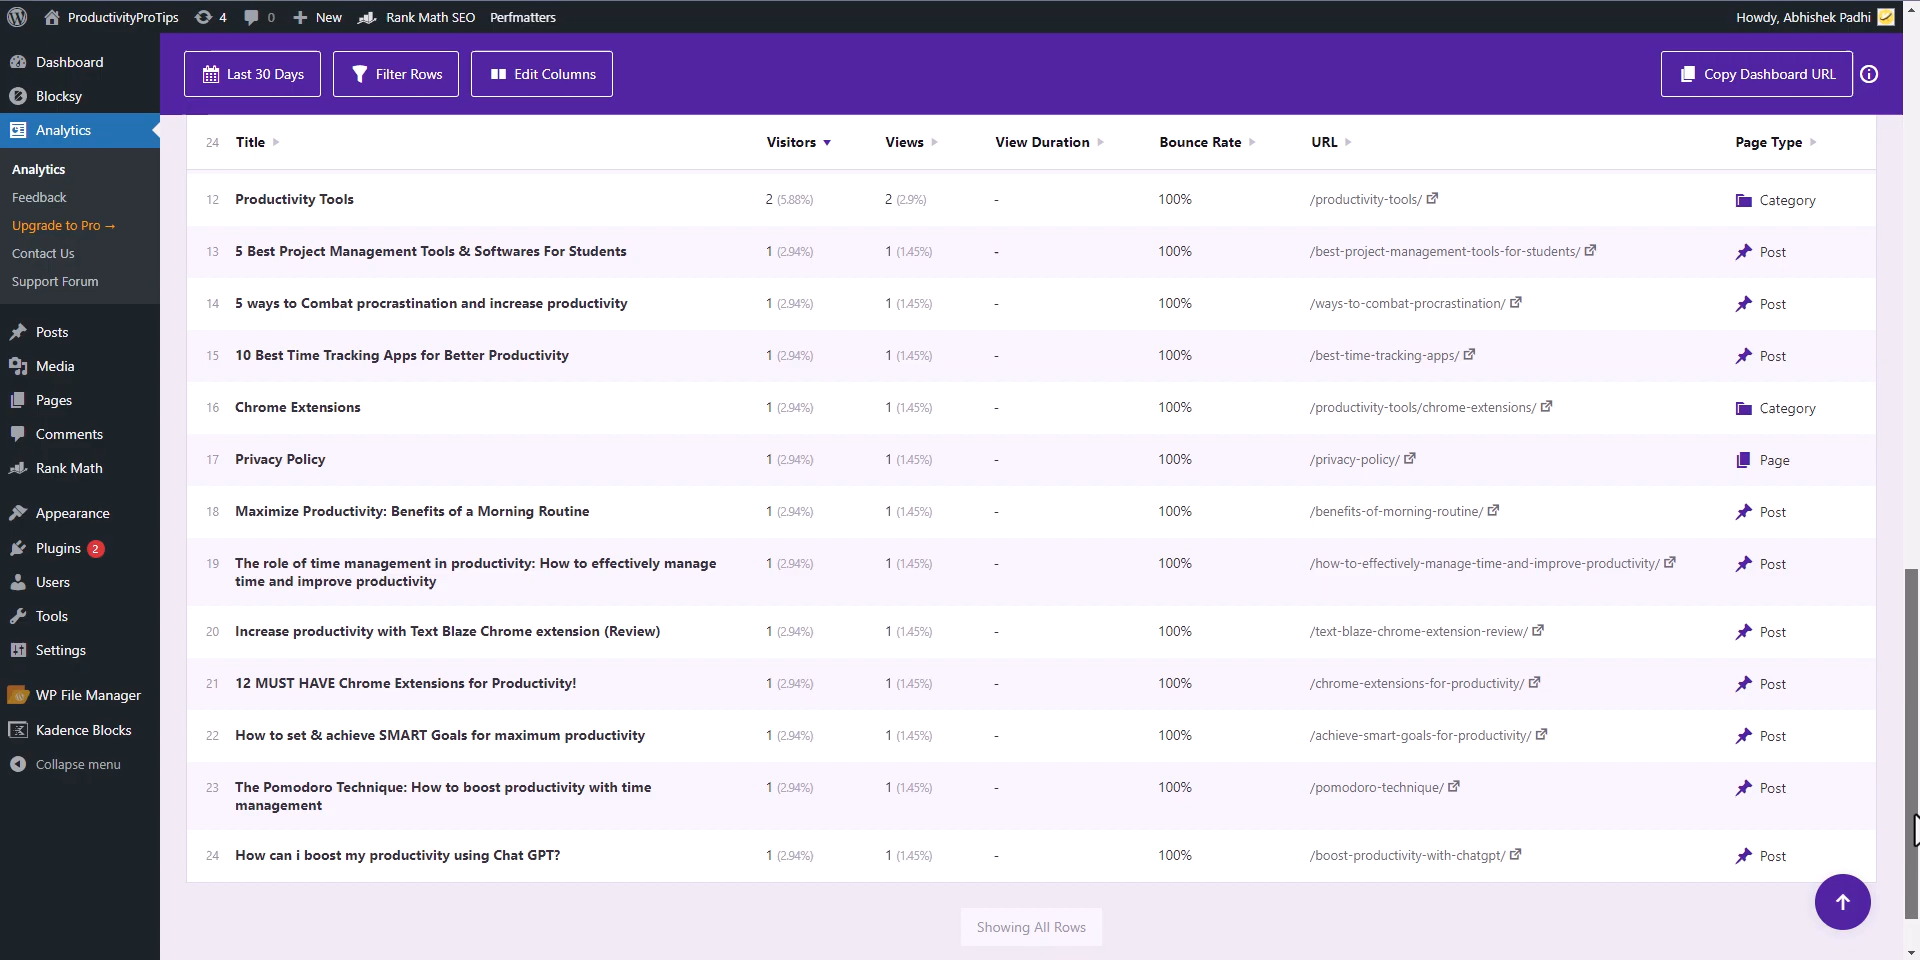 ProductivityProTips 4 0 New Rank Math SEO Perfmatters Howdy, Abhishek Padhi
Dashboard
Blocksy
Analytics
Analytics
Feedback
Upgrade to Pro →
Contact Us
Support Forum
Posts
Media
Pages
Comments
Rank Math
Appearance
Plugins 2
Users
Tools
Settings
WP File Manager
Kadence Blocks
Collapse menu
Last 30 Days Filter Rows Edit Columns Copy Dashboard URL
24 Title Visitors Views View Duration Bounce Rate URL Page Type
12 Productivity Tools 2 (5.88%) 2 (2.9%) - 100% /productivity-tools/ Category
13 5 Best Project Management Tools & Softwares For Students 1 (2.94%) 1 (1.45%) - 100% /best-project-management-tools-for-students/ Post
14 5 ways to Combat procrastination and increase productivity 1 (2.94%) 1 (1.45%) - 100% /ways-to-combat-procrastination/ Post
15 10 Best Time Tracking Apps for Better Productivity 1 (2.94%) 1 (1.45%) - 100% /best-time-tracking-apps/ Post
16 Chrome Extensions 1 (2.94%) 1 (1.45%) - 100% /productivity-tools/chrome-extensions/ Category
17 Privacy Policy 1 (2.94%) 1 (1.45%) - 100% /privacy-policy/ Page
18 Maximize Productivity: Benefits of a Morning Routine 1 (2.94%) 1 (1.45%) - 100% /benefits-of-morning-routine/ Post
19 The role of time management in productivity: How to effectively manage 1 (2.94%) 1 (1.45%) - 100% /how-to-effectively-manage-time-and-improve-productivity/ Post
time and improve productivity
20 Increase productivity with Text Blaze Chrome extension (Review) 1 (2.94%) 1 (1.45%) - 100% /text-blaze-chrome-extension-review/ Post
21 12 MUST HAVE Chrome Extensions for Productivity! 1 (2.94%) 1 (1.45%) - 100% /chrome-extensions-for-productivity/ Post
22 How to set & achieve SMART Goals for maximum productivity 1 (2.94%) 1 (1.45%) - 100% /achieve-smart-goals-for-productivity/ Post
23 The Pomodoro Technique: How to boost productivity with time 1 (2.94%) 1 (1.45%) - 100% /pomodoro-technique/ Post
management
24 How can i boost my productivity using Chat GPT? 1 (2.94%) 1 (1.45%) - 100% /boost-productivity-with-chatgpt/ Post
Showing All Rows